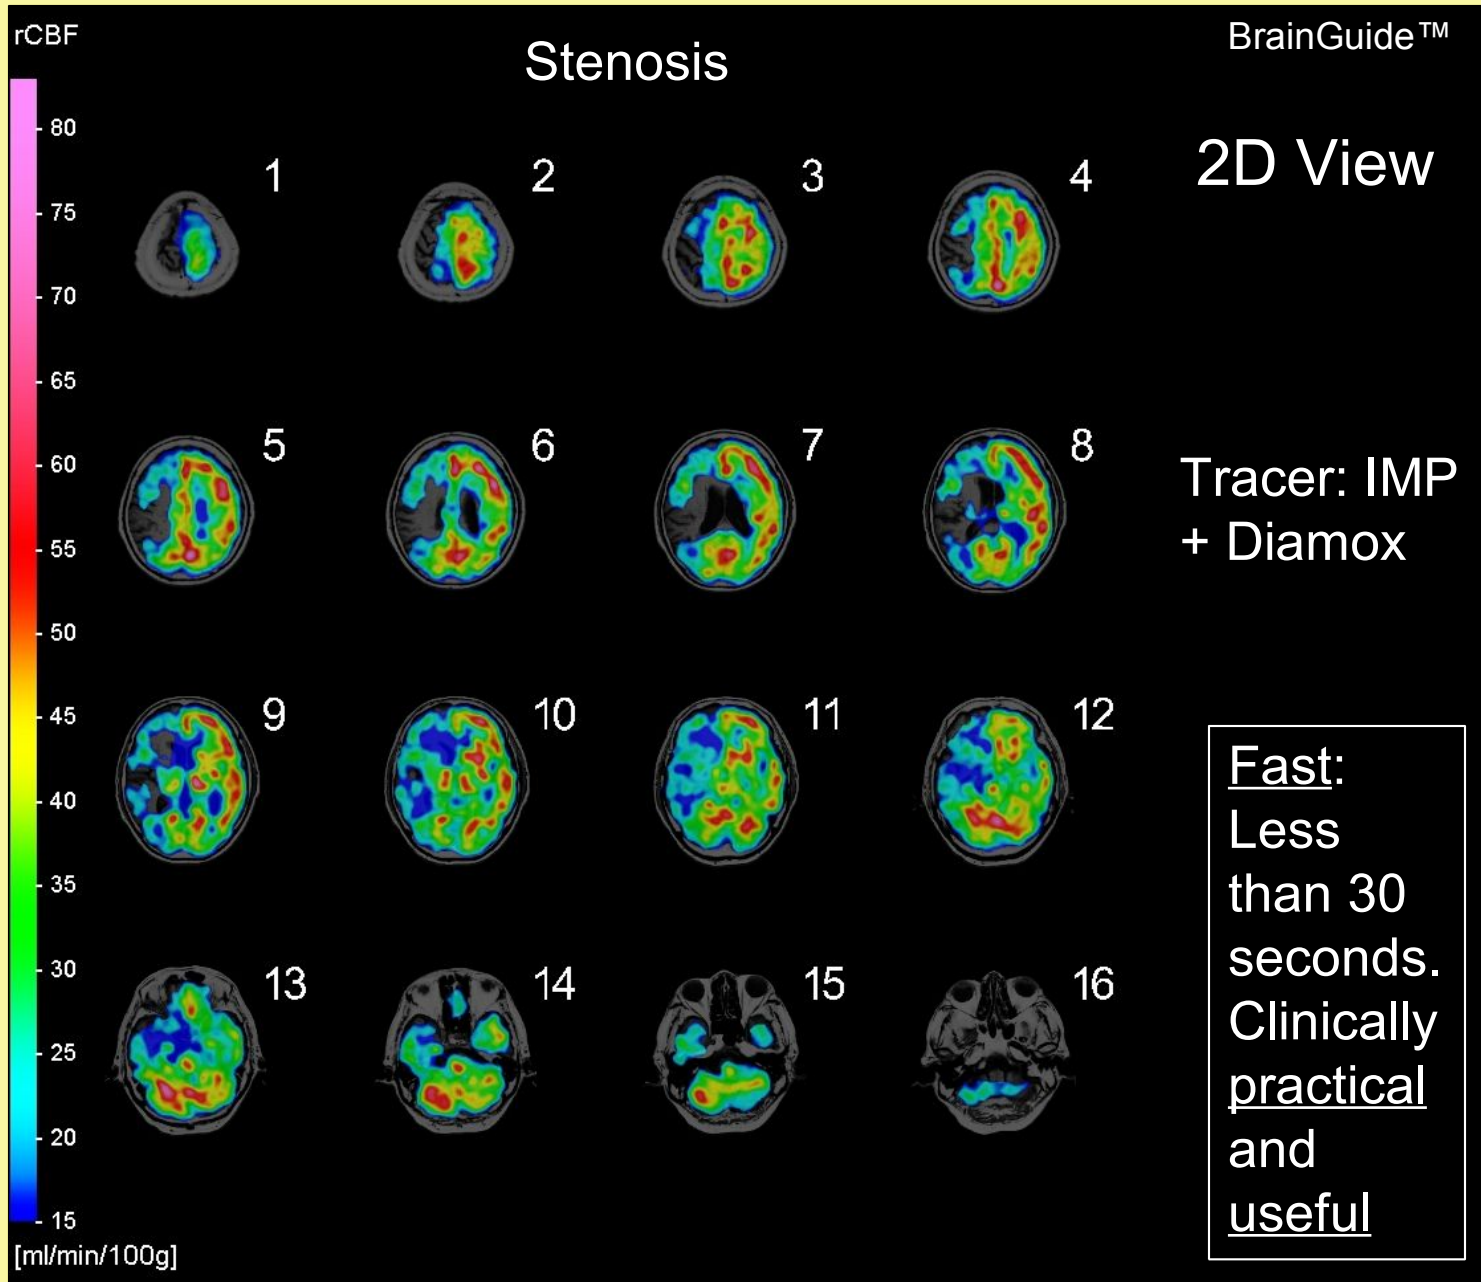 rCBF
Stenosis
BrainGuide™
2D View
80
75
70
65
60
55
50
45
40
35
30
25
20
15
[ml/min/100g]
1
2
3
4
5
6
7
8
9
10
11
12
13
14
15
16
Tracer: IMP
+ Diamox
Fast:
Less
than 30
seconds.
Clinically
practical
and
useful